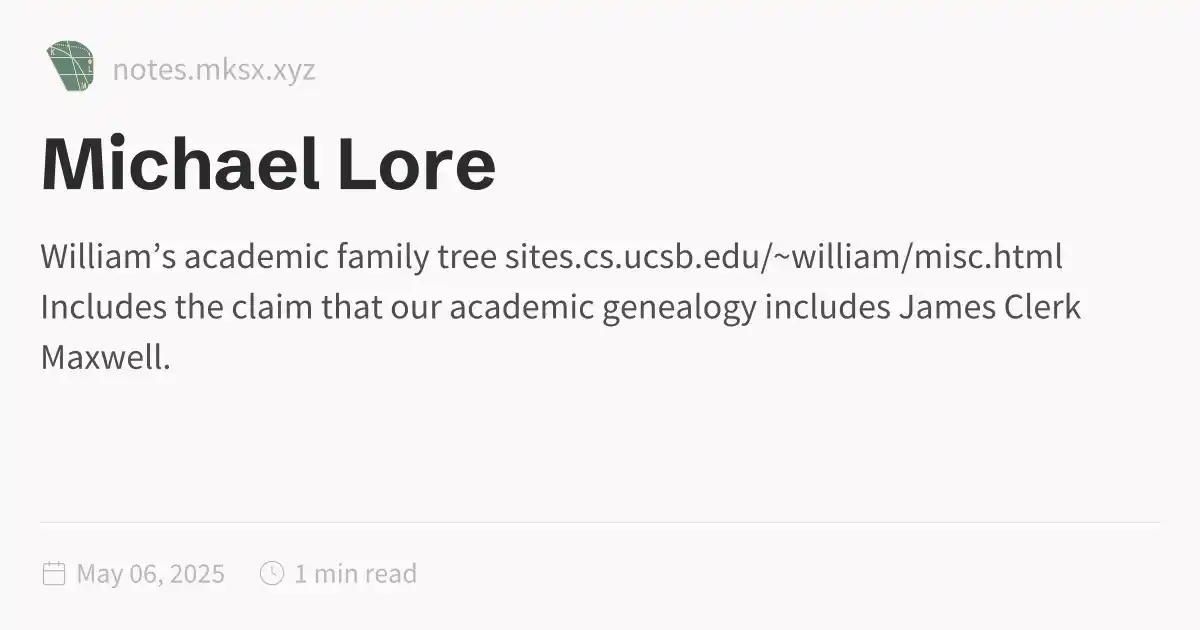 notes.mksx.xyz
Michael Lore
William’s academic family tree sites.cs.ucsb.edu/~william/misc.html
Includes the claim that our academic genealogy includes James Clerk
Maxwell.
May 06, 2025
1 min read